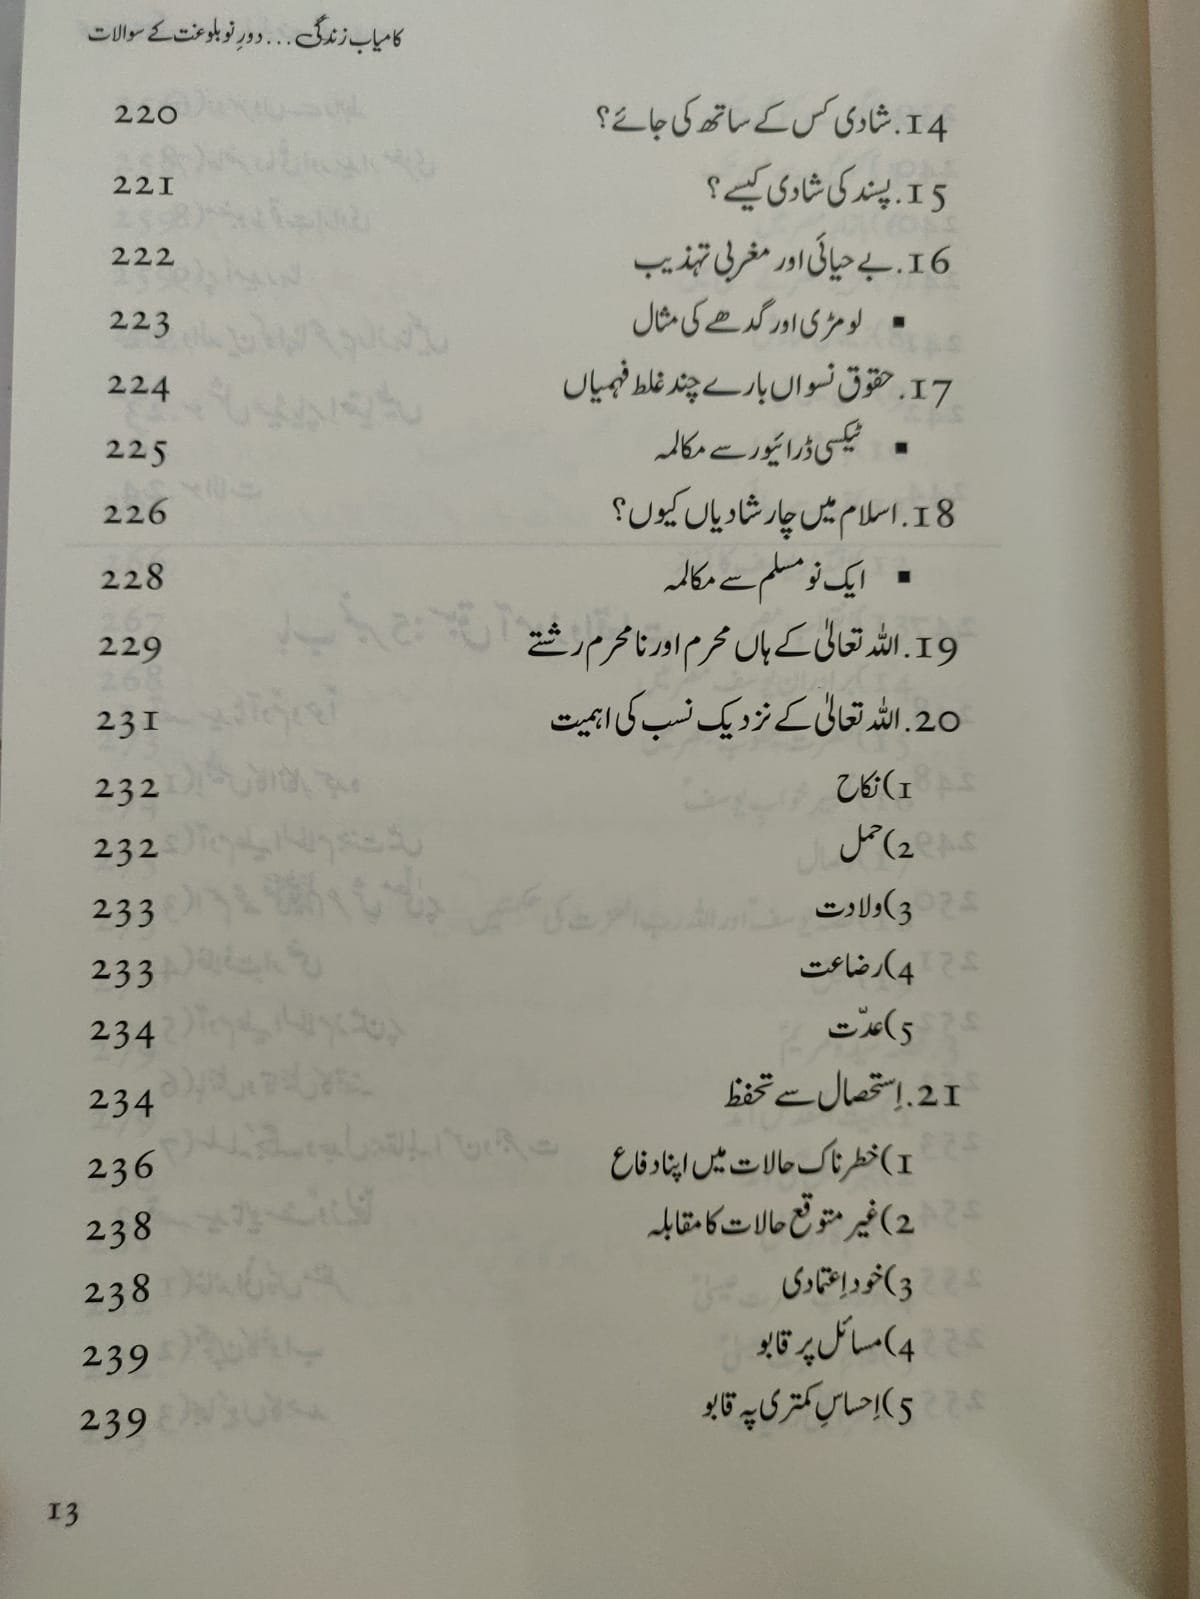 کامیاب زندگی...دورِ نو بلوغت کے سوالات
14. شادی کس کے ساتھ کی جائے؟ 220
15. پسند کی شادی کیسے؟ 221
16. بے حیائی اور مغربی تہذیب 222
▪ لومڑی اور گدھے کی مثال 223
17. حقوق نسواں بارے چند غلط فہمیاں 224
▪ ٹیکسی ڈرائیور سے مکالمہ 225
18. اسلام میں چار شادیاں کیوں؟ 226
▪ ایک نو مسلم سے مکالمہ 228
19. اللہ تعالیٰ کے ہاں محرم اور نا محرم رشتے 229
20. اللہ تعالیٰ کے نزدیک نسب کی اہمیت 231
1) نکاح 232
2) حمل 232
3) ولادت 233
4) رضاعت 233
5) عدّت 234
21. اِستحصال سے تحفظ 234
1) خطرناک حالات میں اپنا دفاع 236
2) غیر متوقع حالات کا مقابلہ 238
3) خود اِعتمادی 238
4) مسائل پر قابو 239
5) اِحساسِ کمتری پہ قابو 239
13